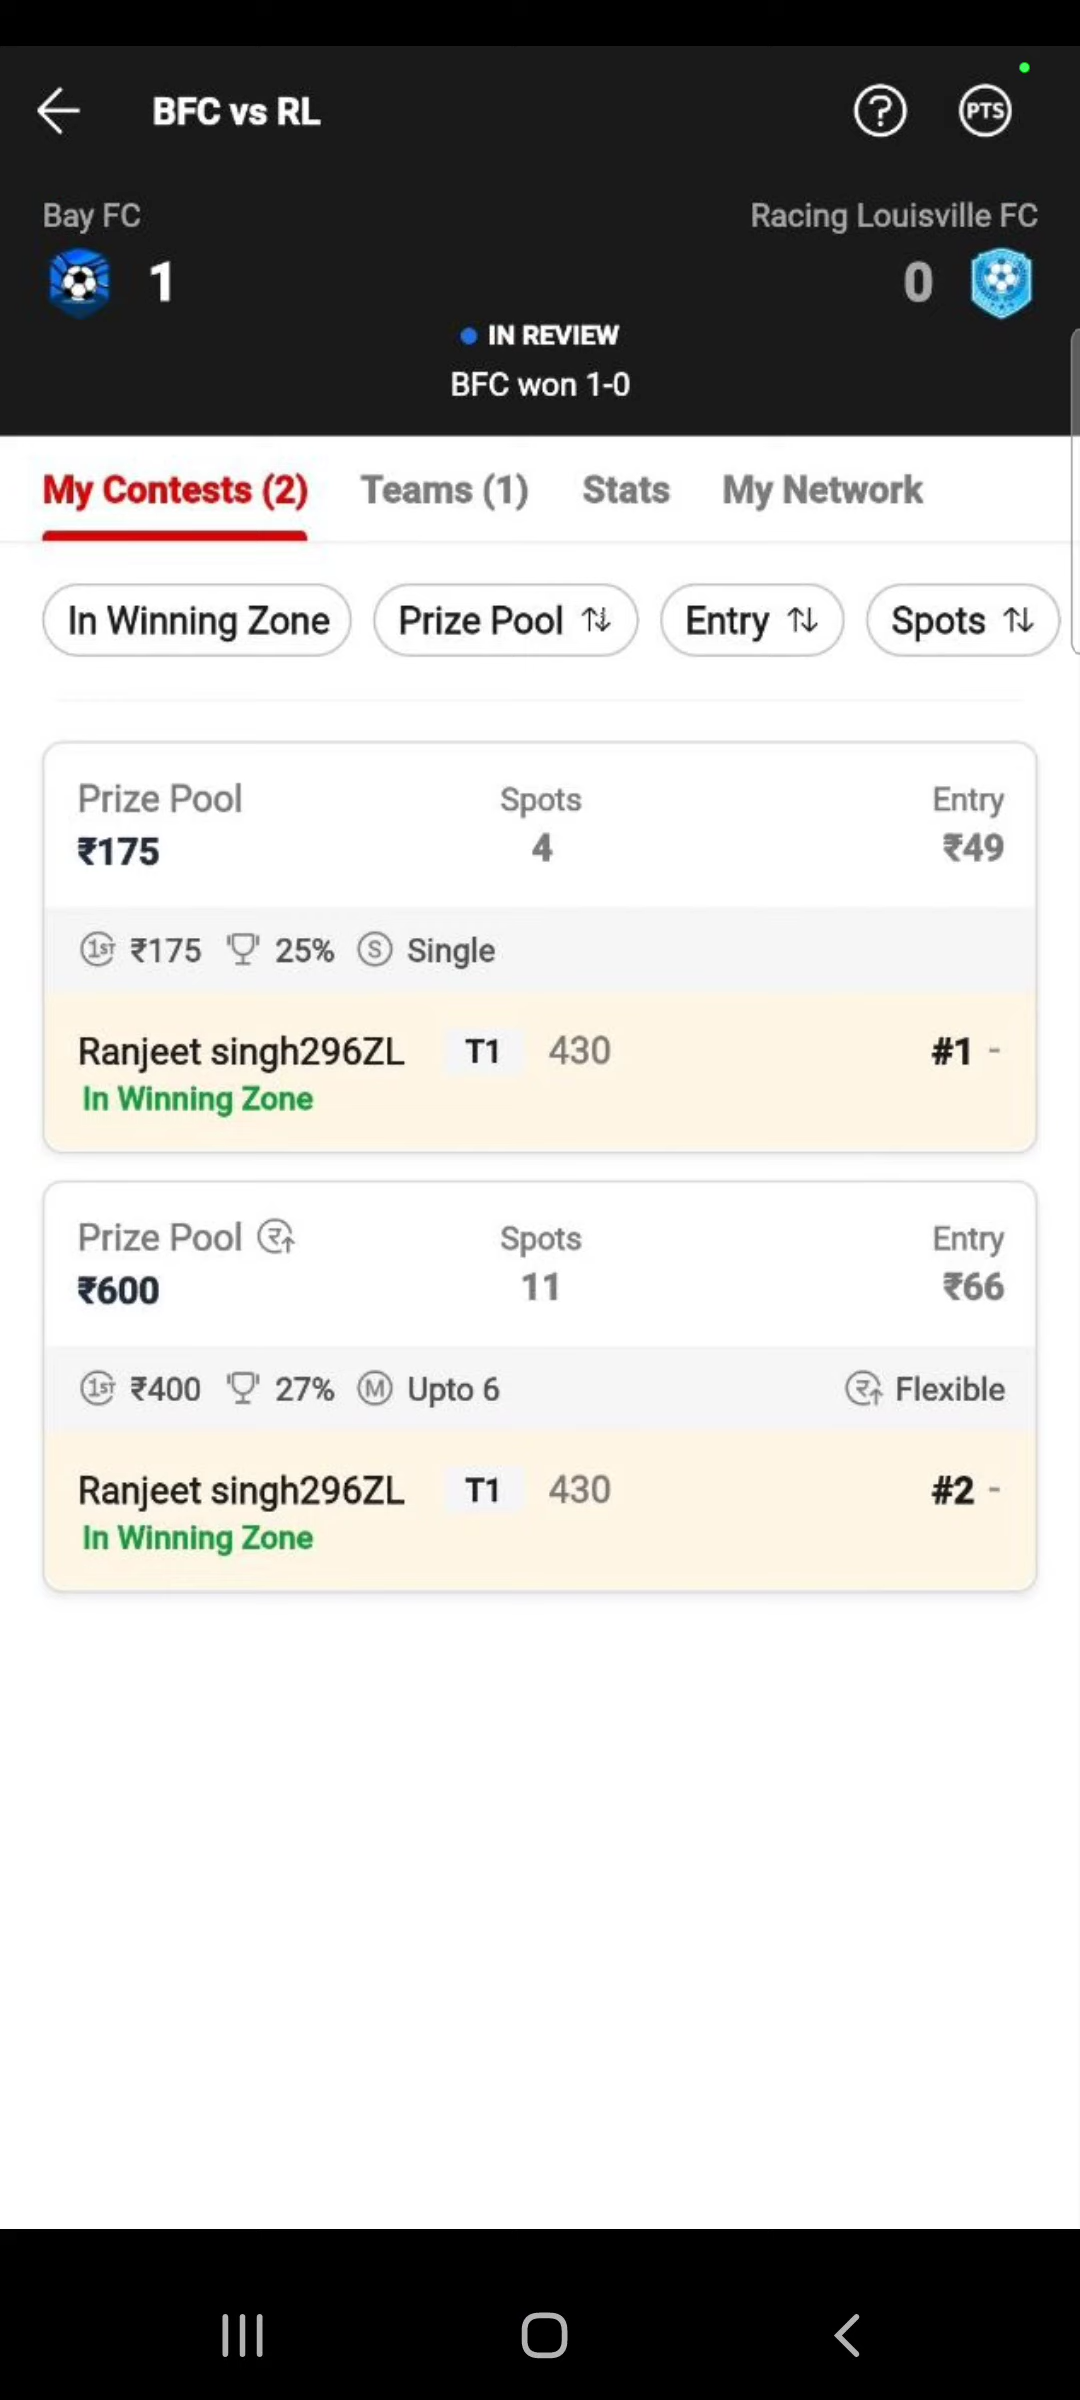 BFC vs RL
PTS
Bay FC
Racing Louisville FC
1
0
IN REVIEW
BFC won 1-0
My Contests (2)
Teams (1)
Stats
My Network
In Winning Zone
Prize Pool
Entry
Spots
Prize Pool
Spots
Entry
₹175
4
₹49
1ST ₹175 25% S Single
Ranjeet singh296ZL T1 430 #1 -
In Winning Zone
Prize Pool
Spots
Entry
₹600
11
₹66
1ST ₹400 27% M Upto 6 Flexible
Ranjeet singh296ZL T1 430 #2 -
In Winning Zone